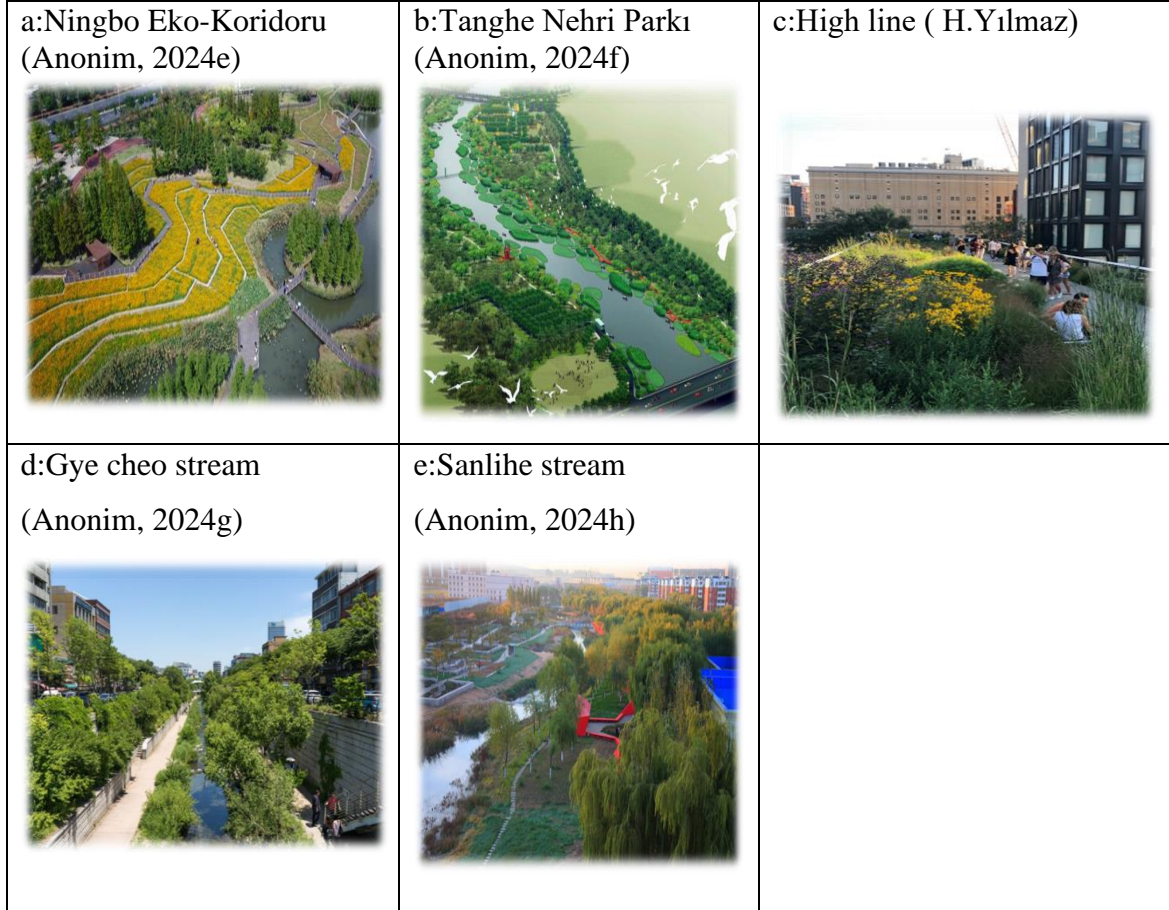 a:Ningbo Eko-Koridoru
(Anonim, 2024e)
b:Tanghe Nehri Parkı
(Anonim, 2024f)
c:High line ( H.Yılmaz)
d:Gye cheo stream
(Anonim, 2024g)
e:Sanlihe stream
(Anonim, 2024h)